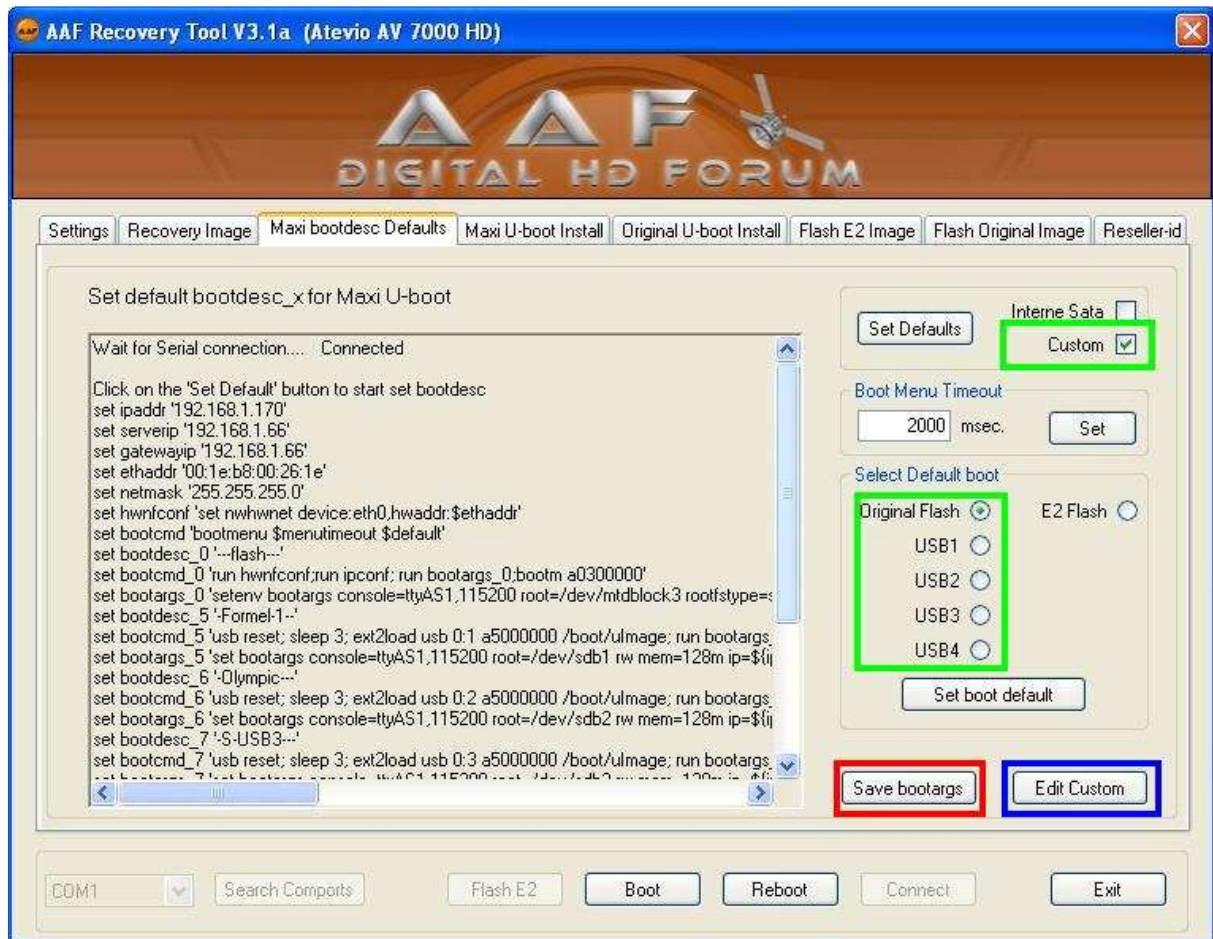 AAF Recovery Tool V3.1a (Atevio AV 7000 HD)
AAF
DIGITAL HD FORUM
Settings Recovery Image Maxi bootdesc Defaults Maxi U-boot Install Original U-boot Install Flash E2 Image Flash Original Image Reseller-id
Set default bootdesc_x for Maxi U-boot
Wait for Serial connection.... Connected
Click on the 'Set Default' button to start set bootdesc
set ipaddr '192.168.1.170'
set serverip '192.168.1.66'
set gatewayip '192.168.1.66'
set ethaddr '00:1e:b8:00:26:1e'
set netmask '255.255.255.0'
set hwnfconf 'set nwhwnet device:eth0,hwaddr:$ethaddr'
set bootcmd 'bootmenu $menutimeout $default'
set bootdesc_0 '---flash---'
set bootcmd_0 'run hwnfconf;run ipconf; run bootargs_0;bootm a0300000'
set bootargs_0 'setenv bootargs console=ttyAS1,115200 root=/dev/mtdblock3 rootfstype=
set bootdesc_5 '-Formel-1--'
set bootcmd_5 'usb reset; sleep 3; ext2load usb 0:1 a5000000 /boot/uImage; run bootargs_
set bootargs_5 'set bootargs console=ttyAS1,115200 root=/dev/sdb1 rw mem=128m ip=${ip
set bootdesc_6 '-Olympic---'
set bootcmd_6 'usb reset; sleep 3; ext2load usb 0:2 a5000000 /boot/uImage; run bootargs_
set bootargs_6 'set bootargs console=ttyAS1,115200 root=/dev/sdb2 rw mem=128m ip=${ip
set bootdesc_7 '-S-USB3---'
set bootcmd_7 'usb reset; sleep 3; ext2load usb 0:3 a5000000 /boot/uImage; run bootargs_
Set Defaults
Interne Sata
Custom
Boot Menu Timeout
2000 msec. Set
Select Default boot
Original Flash E2 Flash
USB1
USB2
USB3
USB4
Set boot default
Save bootargs Edit Custom
COM1 Search Comports Flash E2 Boot Reboot Connect Exit